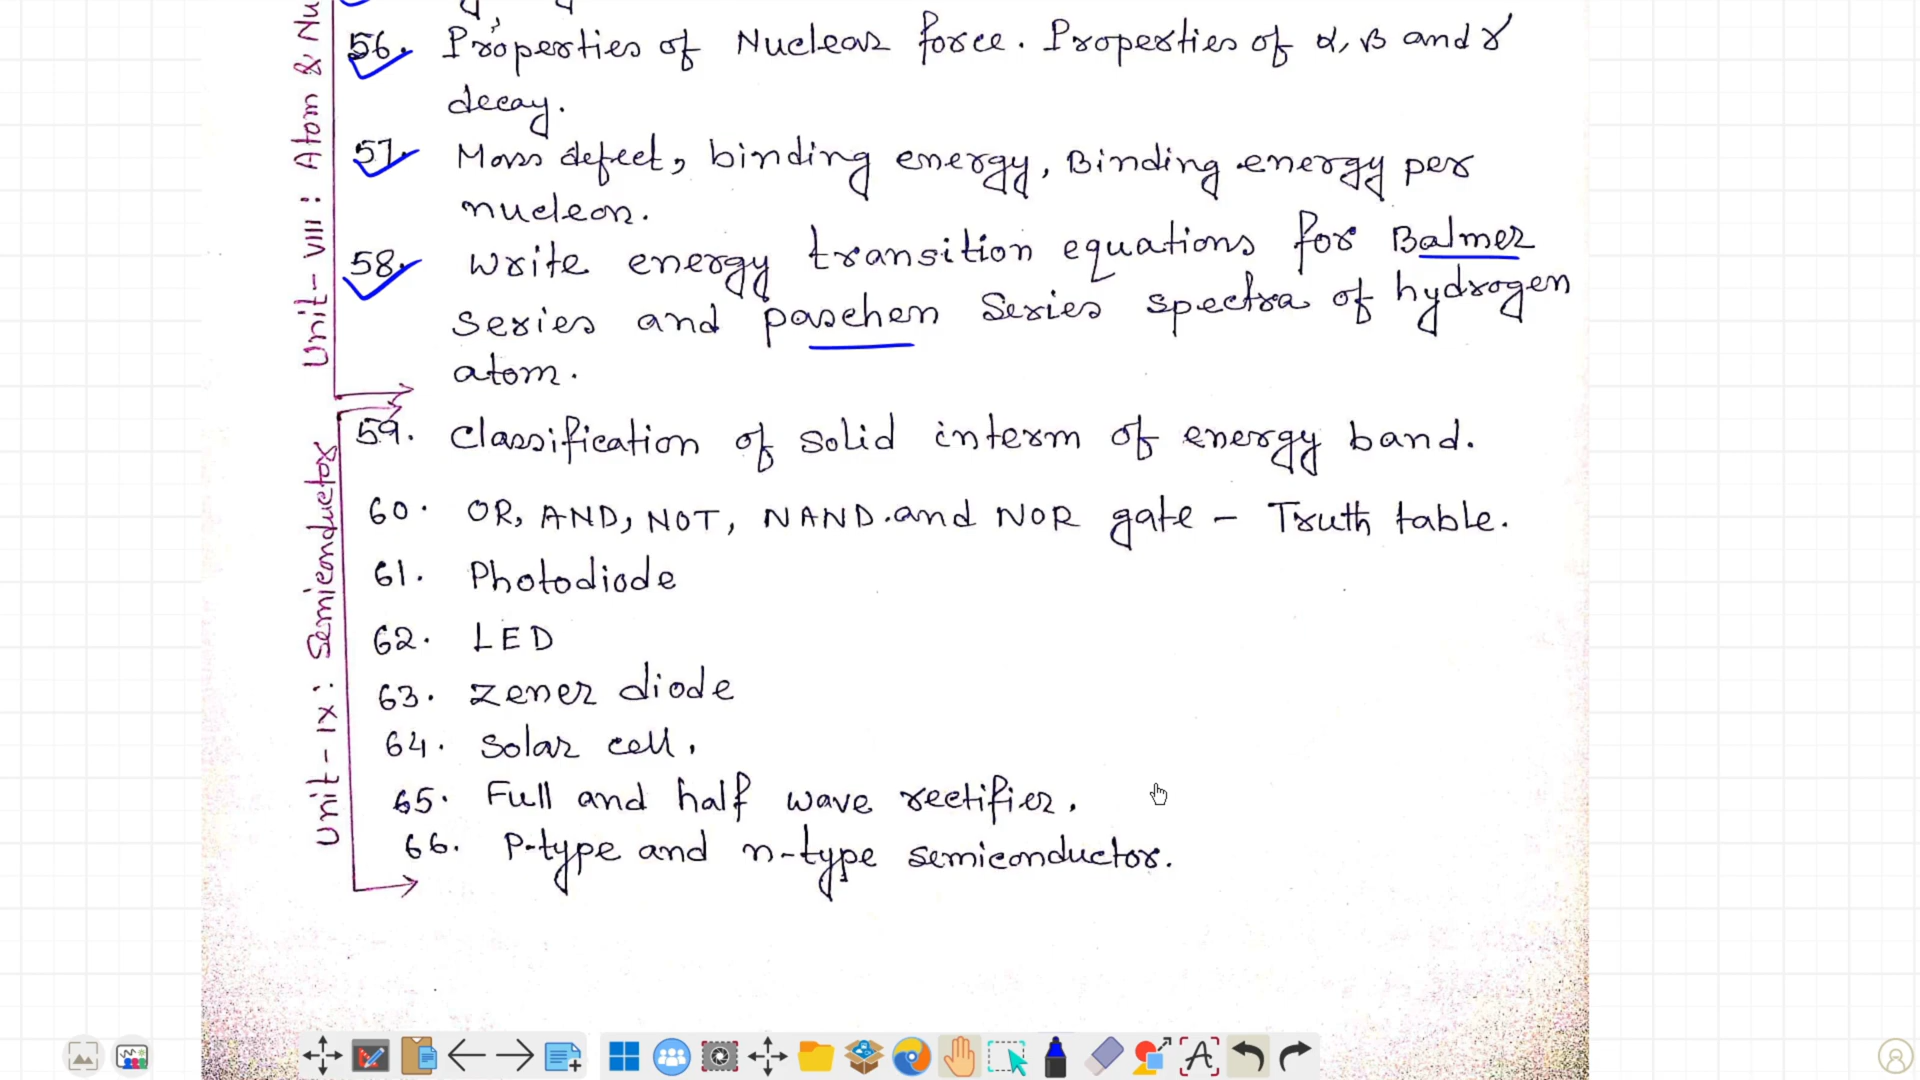 56. Properties of Nuclear force. Properties of α, β and γ
decay.
57. Mass defect, binding energy, Binding energy per
nucleon.
58. Write energy transition equations for Balmer
series and paschen Series spectra of hydrogen
atom.
Unit - VIII : Atom & Nu
59. Classification of solid interm of energy band.
60. OR, AND, NOT, NAND and NOR gate - Truth table.
61. Photodiode
62. LED
63. Zener diode
64. Solar cell.
65. Full and half wave rectifier.
66. P-type and n-type semiconductor.
Unit - IX : Semiconductor